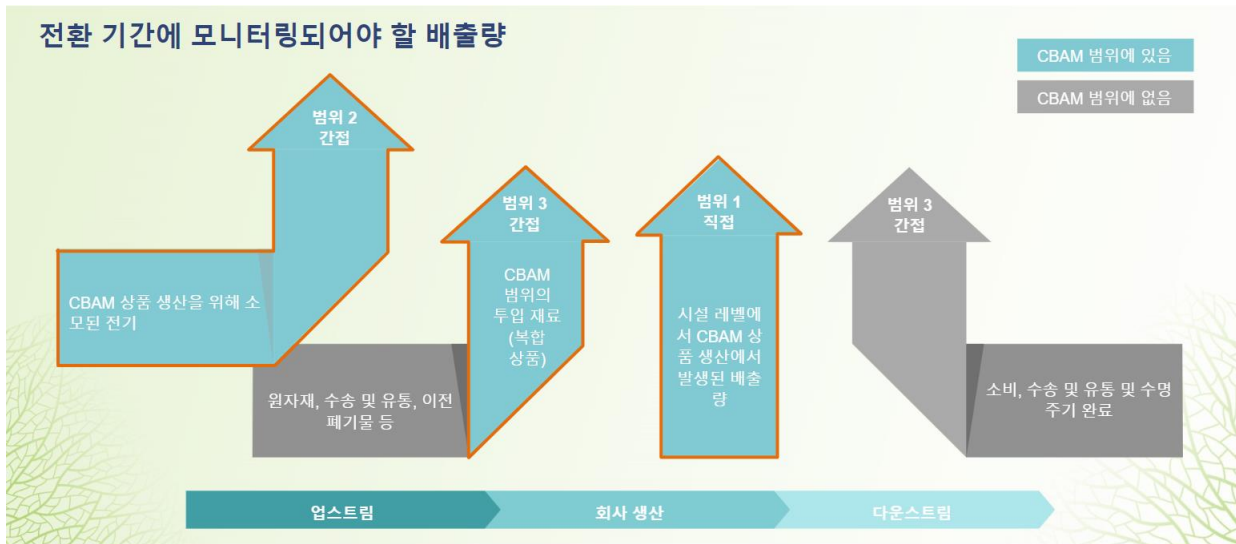 전환 기간에 모니터링되어야 할 배출량
CBAM 범위에 있음
CBAM 범위에 없음
범위 2
간접
CBAM 상품 생산을 위해 소
모된 전기
범위 3
간접
CBAM
범위의
투입 재료
(복합
상품)
원자재, 수송 및 유통, 이전
폐기물 등
범위 1
직접
시설 레벨에
서 CBAM 상
품 생산에서
발생된 배출
량
범위 3
간접
소비, 수송 및 유통 및 수명
주기 완료
업스트림
회사 생산
다운스트림